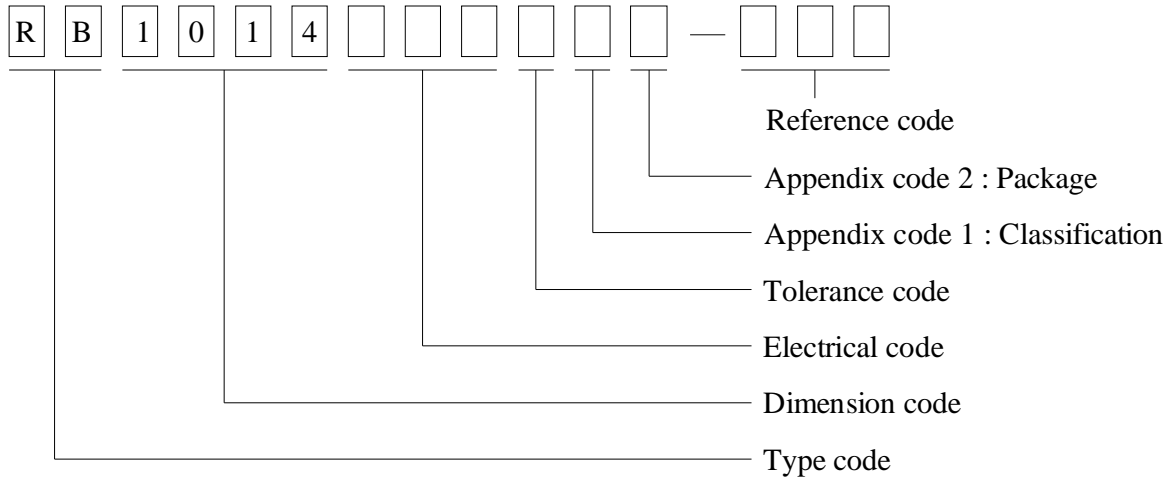 R B 1 0 1 4 —
Reference code
Appendix code 2 : Package
Appendix code 1 : Classification
Tolerance code
Electrical code
Dimension code
Type code